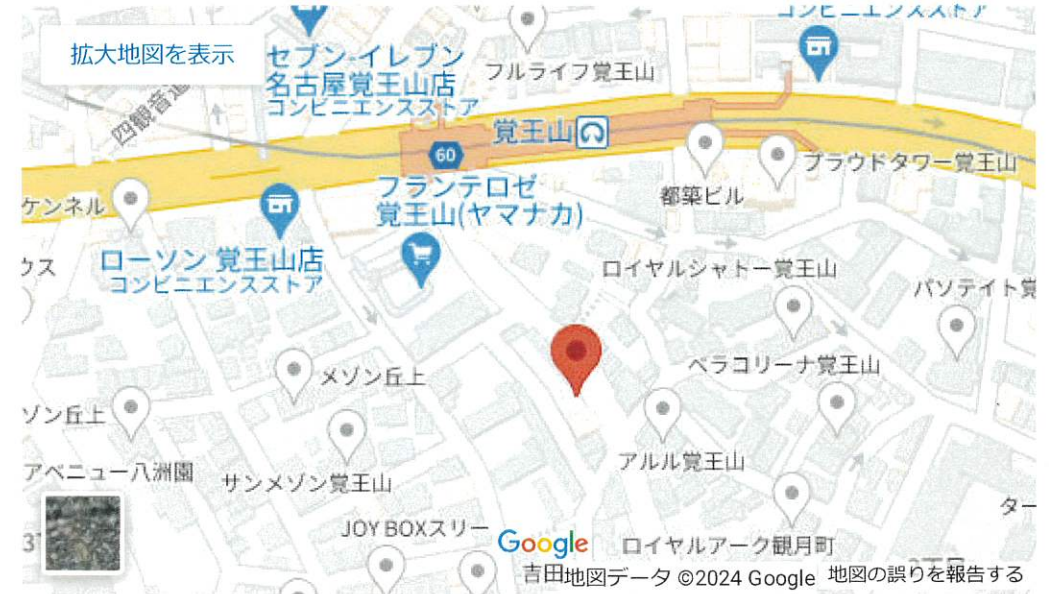 コンビニエンスストア
拡大地図を表示
セブン-イレブン
名古屋覚王山店
コンビニエンスストア
フルライフ覚王山
四観音道
覚王山
60
プラウドタワー覚王山
フランテロゼ
覚王山(ヤマナカ)
都築ビル
ケンネル
ローソン 覚王山店
コンビニエンスストア
ウス
ロイヤルシャトー覚王山
パソテイト覚
ベラコリーナ覚王山
メゾン丘上
ゾン丘上
アルル覚王山
アベニュー八洲園
サンメゾン覚王山
ター
JOY BOXスリー
Google
ロイヤルアーク観月町
吉田
地図データ ©2024 Google
地図の誤りを報告する